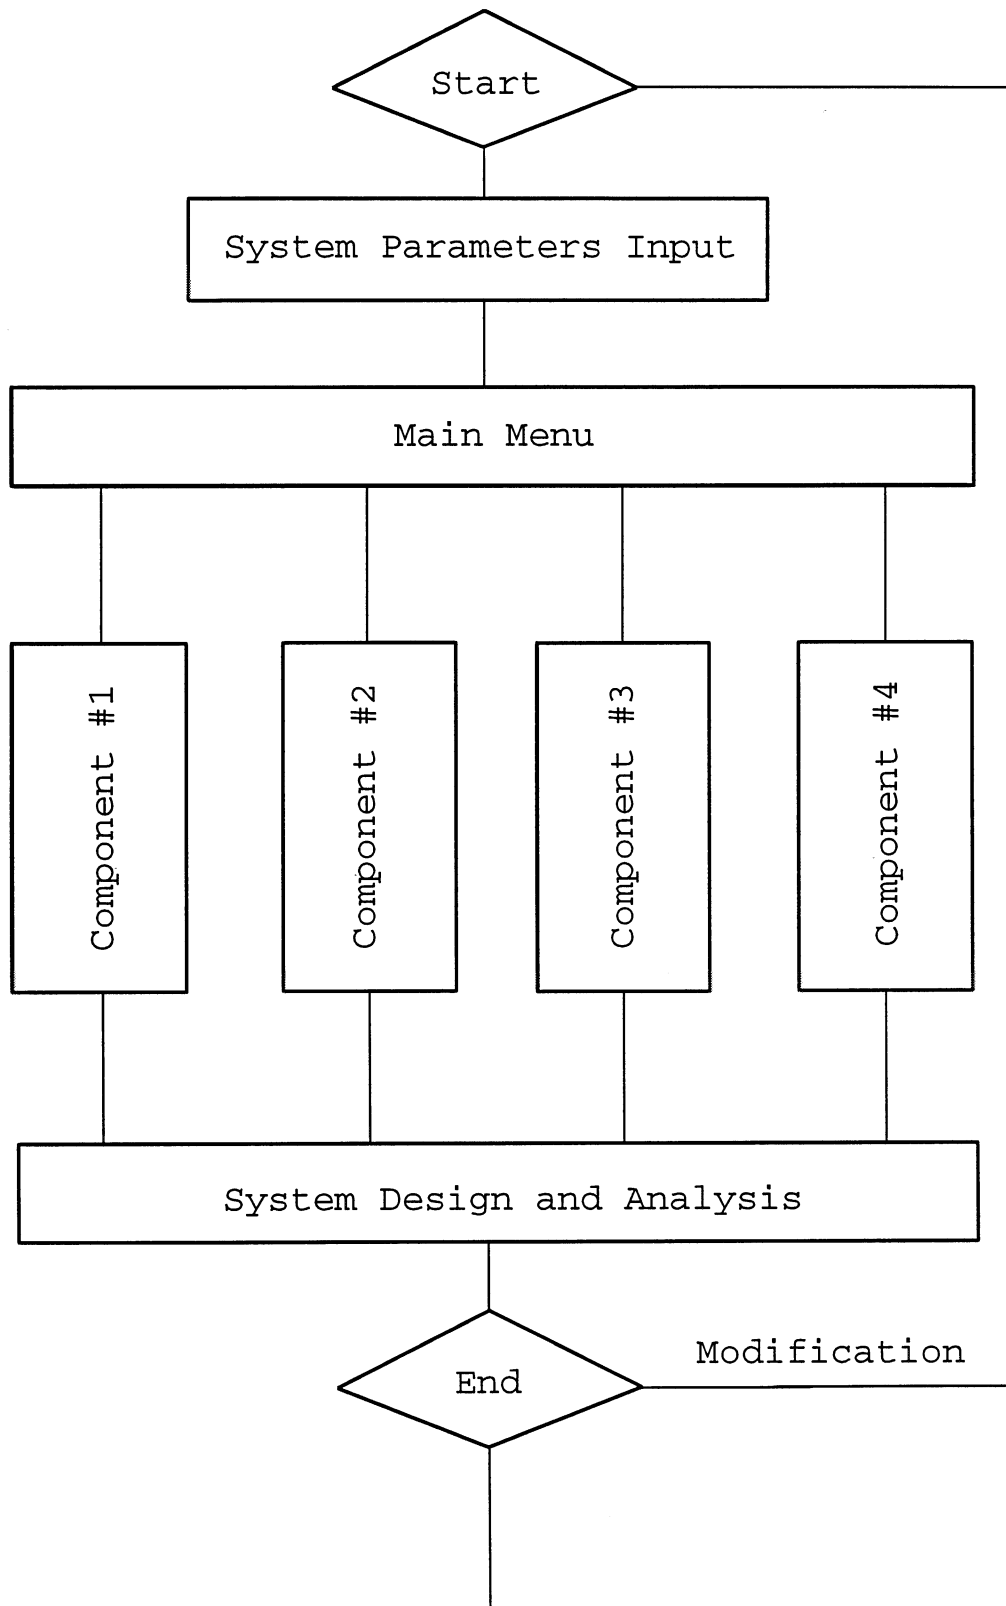 Start
System Parameters Input
Main Menu
Component #1
Component #2
Component #3
Component #4
System Design and Analysis
Modification
End